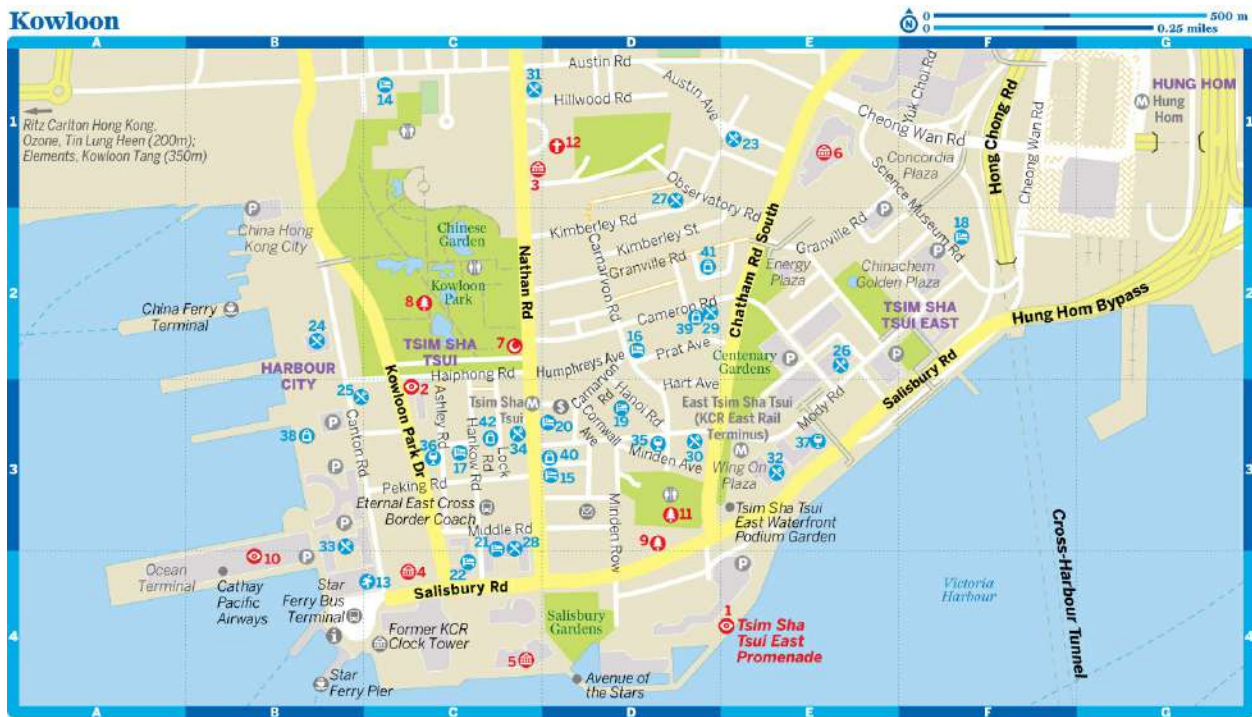 Kowloon
N
0
500 m
0
0.25 miles
A
B
C
D
E
F
G
1
2
3
4
1
2
3
4
Ritz Carlton Hong Kong,
Ozone, Tin Lung Heen (200m);
Elements, Kowloon Tang (350m)
14
31
Austin Rd
Hillwood Rd
Austin Ave
12
3
23
6
Yuk Choi Rd
Cheong Wan Rd
Concordia
Plaza
Hong Chong Rd
Cheong Wan Rd
HUNG HOM
M
Hung
Hom
27
Observatory Rd
Science Museum Rd
P
China Hong
Kong City
Chinese
Garden
Kimberley Rd
Kimberley St
Granville Rd
41
Carnarvon Rd
Nathan Rd
Chatham Rd South
Granville Rd
P
18
P
Energy
Plaza
Chinachem
Golden Plaza
TSIM SHA
TSUI EAST
Hung Hom Bypass
China Ferry
Terminal
8
Kowloon
Park
24
Cameron Rd
39
29
16
Prat Ave
7
TSIM SHA
TSUI
HARBOUR
CITY
Haiphong Rd
Humphreys Ave
Centenary
Gardens
P
26
P
Salisbury Rd
25
2
Kowloon Park Dr
Hart Ave
Carnarvon
Rd
Hanoi Rd
Ashley Rd
Tsim Sha
Tsui
M
$
19
20
East Tsim Sha Tsui
(KCR East Rail
Terminus)
Mody Rd
38
P
Canton Rd
36
17
42
Hankow Rd
Lock
Rd
34
Cornwall
Ave
40
15
35
30
Minden Ave
M
37
32
Wing On
Plaza
P
Peking Rd
Eternal East Cross
Border Coach
Minden Row
11
Tsim Sha Tsui
East Waterfront
Podium Garden
P
Middle Rd
33
21
28
9
Ocean
Terminal
10
P
22
4
13
Salisbury Rd
P
Cathay
Pacific
Airways
Star
Ferry Bus
Terminal
i
Former KCR
Clock Tower
Salisbury
Gardens
1
Tsim Sha
Tsui East
Promenade
Victoria
Harbour
Cross-Harbour Tunnel
5
Star
Ferry Pier
Avenue of
the Stars
A
B
C
D
E
F
G